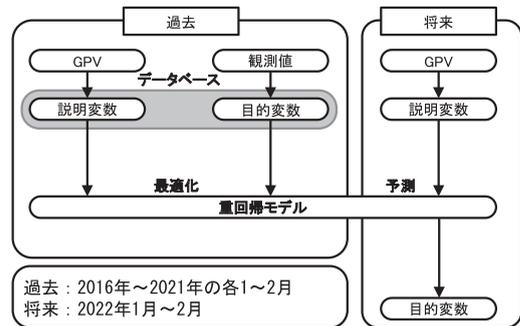 過去
将来
GPV
観測値
GPV
データベース
説明変数
目的変数
説明変数
最適化
予測
重回帰モデル
過去：2016年～2021年の各1～2月
将来：2022年1月～2月
目的変数